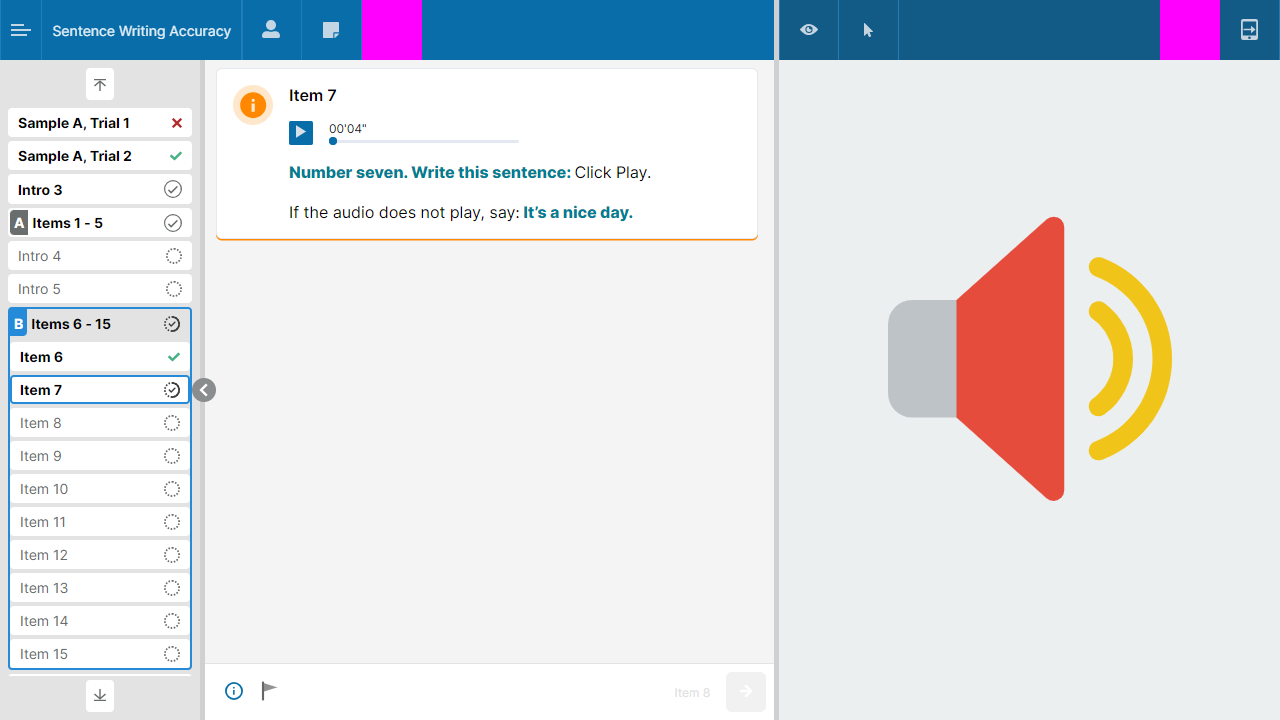 Sentence Writing Accuracy
Sample A, Trial 1
Sample A, Trial 2
Intro 3
A Items 1 - 5
Intro 4
Intro 5
B Items 6 - 15
Item 6
Item 7
Item 8
Item 9
Item 10
Item 11
Item 12
Item 13
Item 14
Item 15
Item 7
00'04"
Number seven. Write this sentence: Click Play.
If the audio does not play, say: It’s a nice day.
Item 8